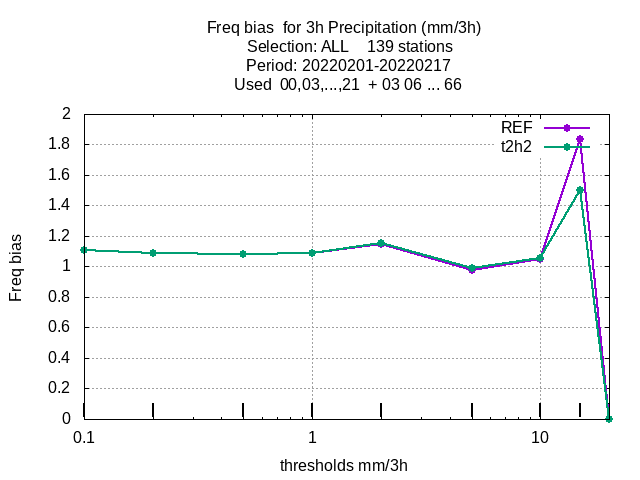 Freq bias  for 3h Precipitation (mm/3h)
Selection: ALL    139 stations
Period: 20220201-20220217
Used  00,03,...,21  + 03 06 ... 66
REF
t2h2
2
1.8
1.6
1.4
1.2
1
0.8
0.6
0.4
0.2
0
Freq bias
0.1 1 10
thresholds mm/3h